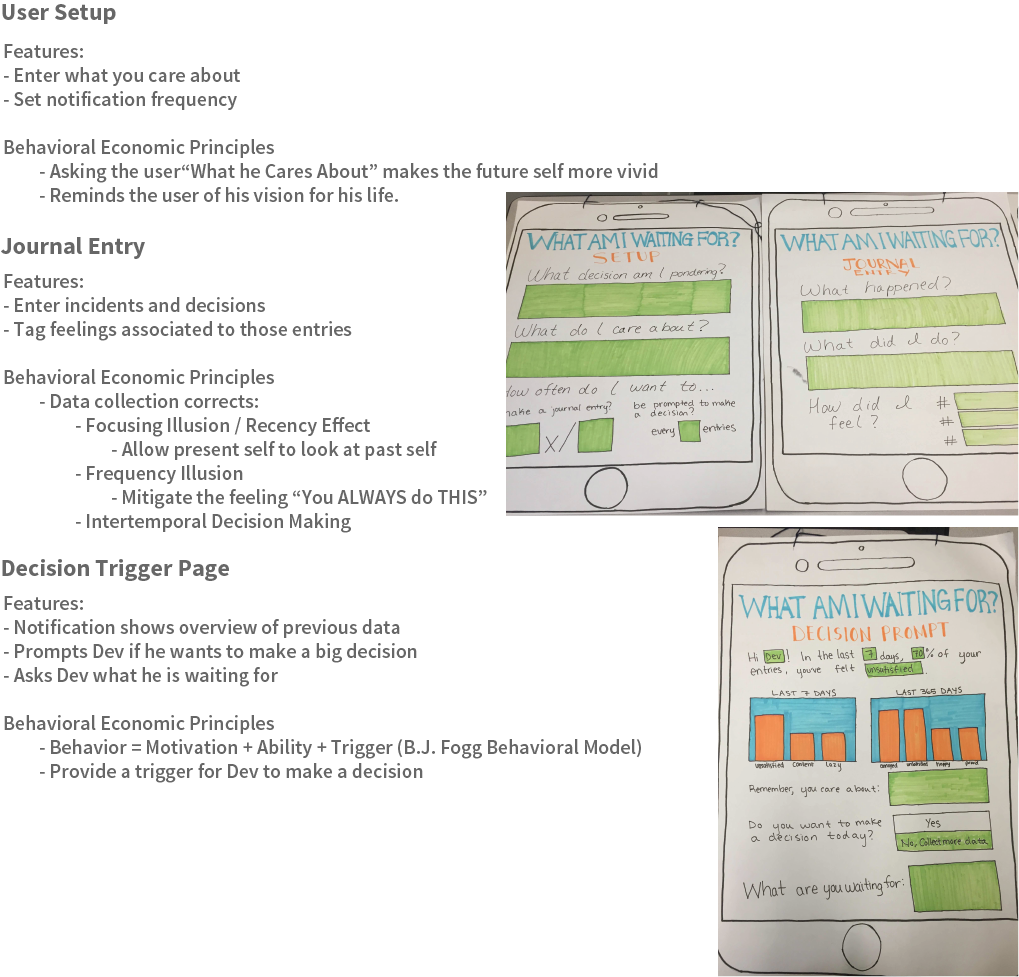 User Setup
Features:
- Enter what you care about
- Set notification frequency
Behavioral Economic Principles
- Asking the user“What he Cares About” makes the future self more vivid
- Reminds the user of his vision for his life.
Journal Entry
Features:
- Enter incidents and decisions
- Tag feelings associated to those entries
Behavioral Economic Principles
- Data collection corrects:
- Focusing Illusion / Recency Effect
- Allow present self to look at past self
- Frequency Illusion
- Mitigate the feeling “You ALWAYS do THIS”
- Intertemporal Decision Making
Decision Trigger Page
Features:
- Notification shows overview of previous data
- Prompts Dev if he wants to make a big decision
- Asks Dev what he is waiting for
Behavioral Economic Principles
- Behavior = Motivation + Ability + Trigger (B.J. Fogg Behavioral Model)
- Provide a trigger for Dev to make a decision
WHAT AM I WAITING FOR?
SETUP
What decision am I pondering?
What do I care about?
How often do I want to...
make a journal entry?
X/
be prompted to make
a decision?
every entries
WHAT AM I WAITING FOR?
JOURNAL
ENTRY
What happened?
What did I do?
How did I
feel?
#
#
#
WHAT AM I WAITING FOR?
DECISION PROMPT
Hi Dev! In the last 7 days, 70% of your
entries, you've felt unsatisfied.
LAST 7 DAYS
unsatisfied content lazy
LAST 365 DAYS
unsatisfied happy
Remember, you care about:
Do you want to make
a decision today?
Yes
No, Collect more data
What are you waiting for: